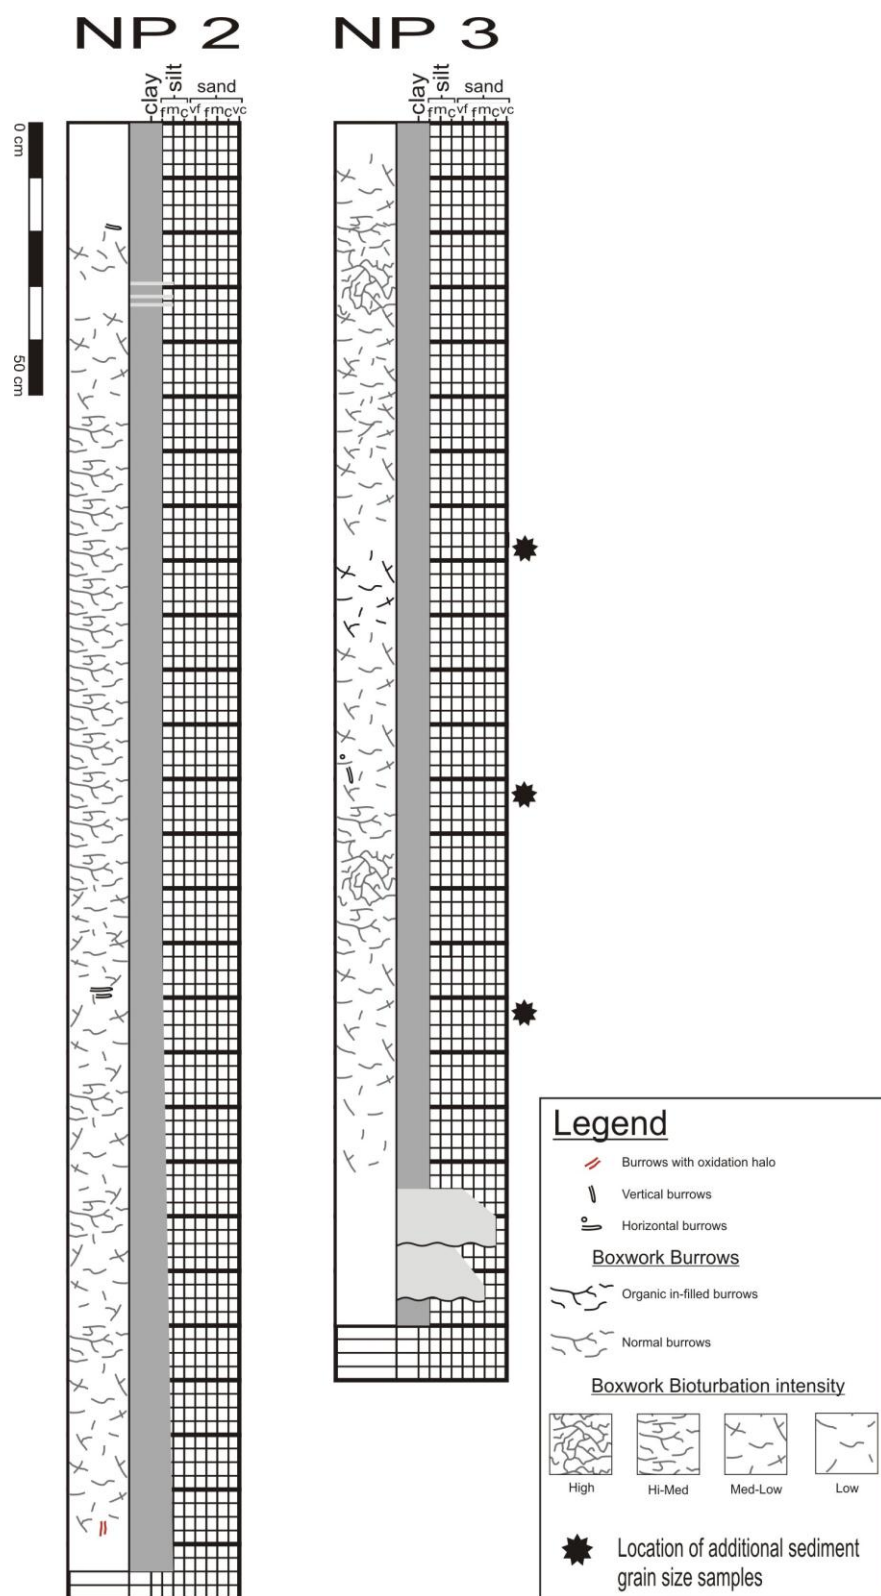 NP 2
NP 3
clay
silt
sand
f m c vf f m c vc
clay
silt
sand
f m c vf f m c vc
0 cm
50 cm
Legend
Burrows with oxidation halo
Vertical burrows
Horizontal burrows
Boxwork Burrows
Organic in-filled burrows
Normal burrows
Boxwork Bioturbation intensity
High
Hi-Med
Med-Low
Low
Location of additional sediment
grain size samples